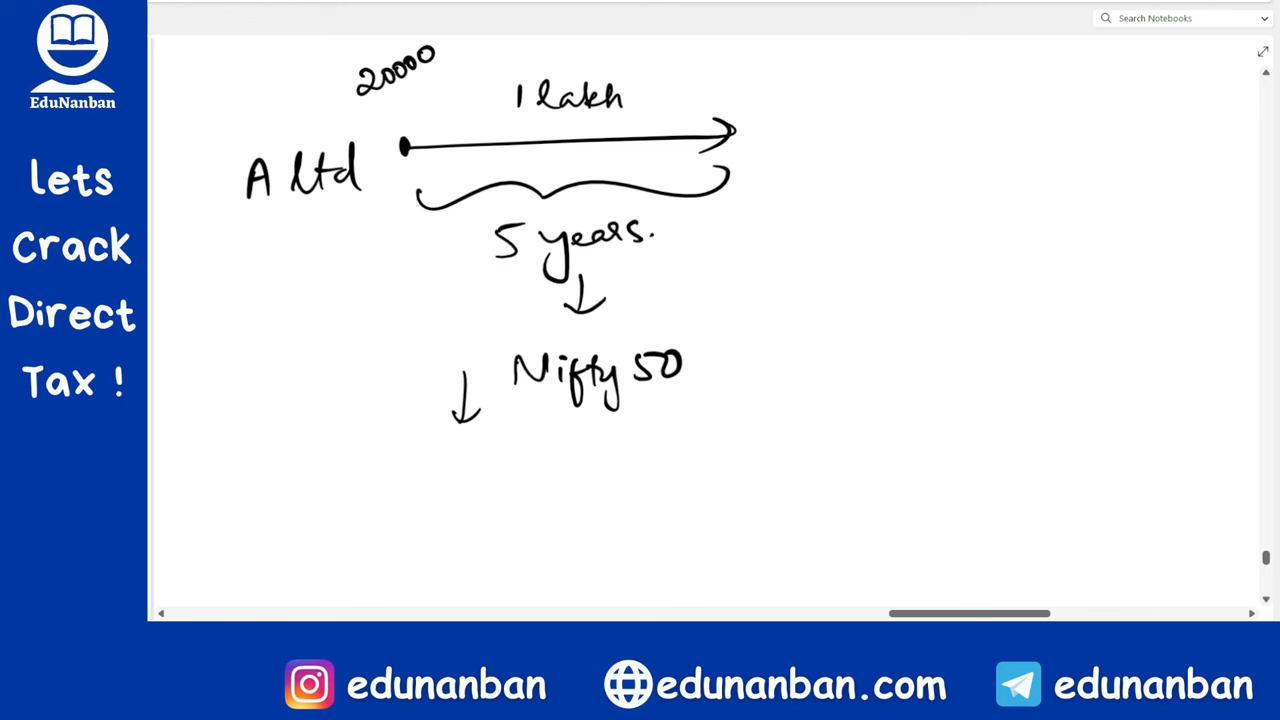 Search Notebooks
EduNanban
Lets
Crack
Direct
Tax !
20000
1 lakh
A ltd
5 years.
Nifty 50
edunanban
edunanban.com
edunanban